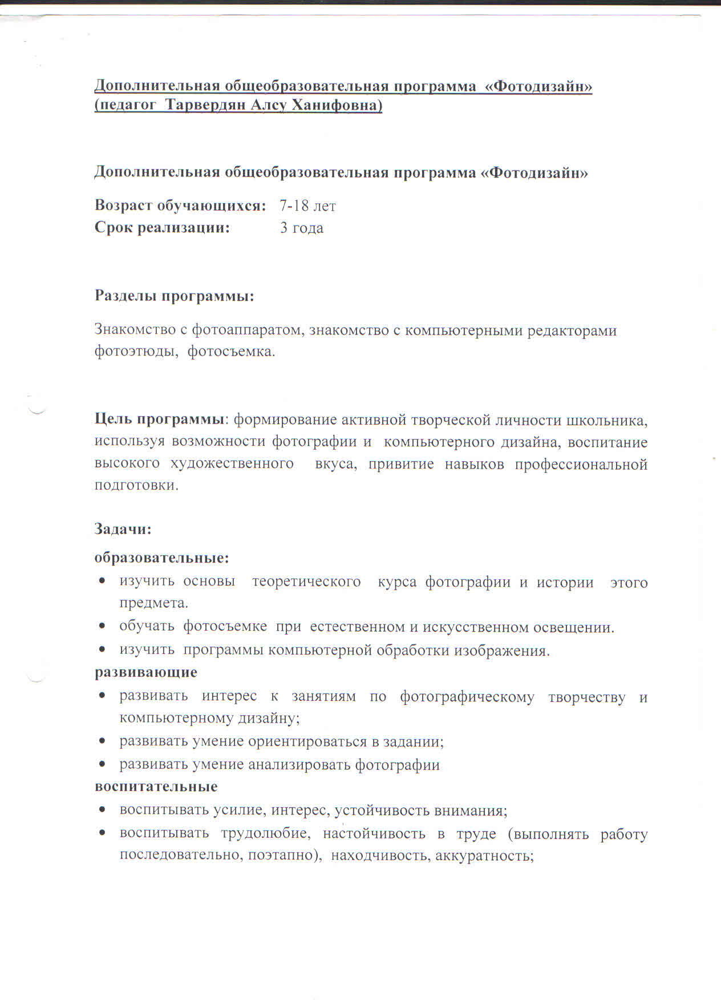 Дополнительная общеобразовательная программа «Фотодизайн»
(педагог Тарвердян Алсу Ханифовна)
Дополнительная общеобразовательная программа «Фотодизайн»
Возраст обучающихся: 7-18 лет
Срок реализации: 3 года
Разделы программы:
Знакомство с фотоаппаратом, знакомство с компьютерными редакторами
фотоэтюды, фотосъемка.
Цель программы: формирование активной творческой личности школьника,
используя возможности фотографии и компьютерного дизайна, воспитание
высокого художественного вкуса, привитие навыков профессиональной
подготовки.
Задачи:
образовательные:
• изучить основы теоретического курса фотографии и истории этого
предмета.
• обучать фотосъемке при естественном и искусственном освещении.
• изучить программы компьютерной обработки изображения.
развивающие
• развивать интерес к занятиям по фотографическому творчеству и
компьютерному дизайну;
• развивать умение ориентироваться в задании;
• развивать умение анализировать фотографии
воспитательные
• воспитывать усилие, интерес, устойчивость внимания;
• воспитывать трудолюбие, настойчивость в труде (выполнять работу
последовательно, поэтапно), находчивость, аккуратность;